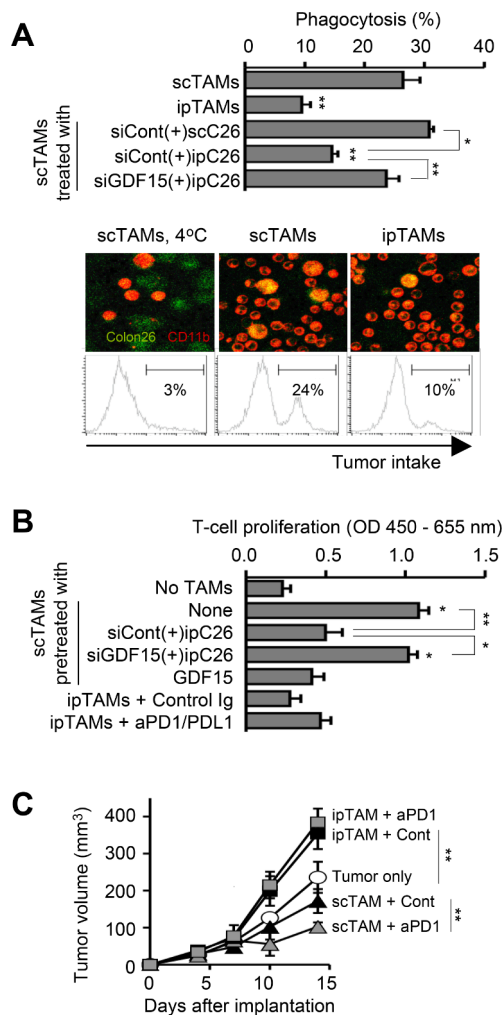 A
Phagocytosis (%)
0 10 20 30 40
scTAMs
ipTAMs
**
scTAMs treated with
siCont(+)scC26
siCont(+)ipC26
siGDF15(+)ipC26
*
**
**
scTAMs, 4°C scTAMs ipTAMs
Colon26 CD11b
3% 24% 10%
Tumor intake
B
T-cell proliferation (OD 450 - 655 nm)
0.0 0.5 1.0 1.5
No TAMs
scTAMs pretreated with
None *
siCont(+)ipC26
siGDF15(+)ipC26 *
**
*
GDF15
ipTAMs + Control Ig
ipTAMs + aPD1/PDL1
C
Tumor volume (mm³)
400
300
200
100
0
ipTAM + aPD1
ipTAM + Cont
**
Tumor only
scTAM + Cont
**
scTAM + aPD1
0 5 10 15
Days after implantation